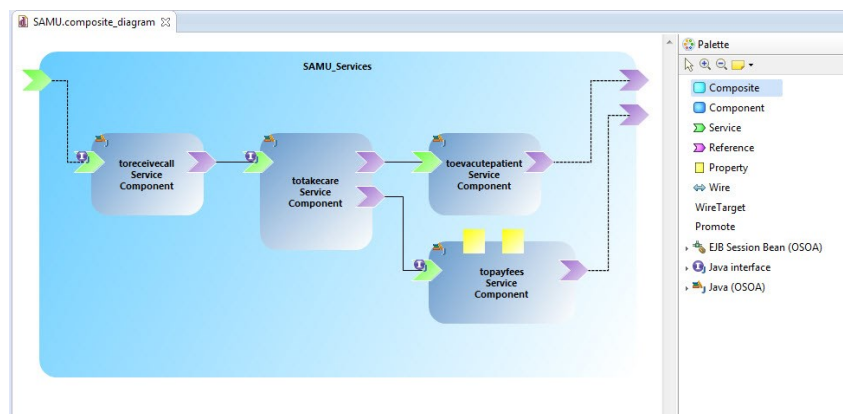 SAMU.composite_diagram
SAMU_Services
toreceivecall
Service
Component
totakecare
Service
Component
toevacutepatient
Service
Component
topayfees
Service
Component
Palette
Composite
Component
Service
Reference
Property
Wire
WireTarget
Promote
EJB Session Bean (OSOA)
Java interface
Java (OSOA)